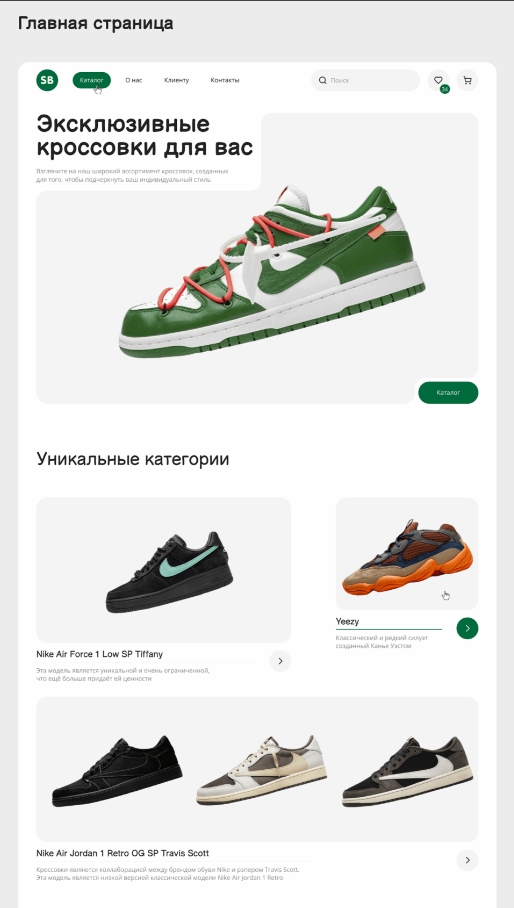 Главная страница
SB
Каталог
О нас
Клиенту
Контакты
Поиск
34
Эксклюзивные
кроссовки для вас
Взгляните на наш широкий ассортимент кроссовок, созданных
для того, чтобы подчеркнуть ваш индивидуальный стиль.
Каталог
Уникальные категории
Nike Air Force 1 Low SP Tiffany
Эта модель является уникальной и очень ограниченной,
что ещё больше придаёт ей ценности
Yeezy
Классический и редкий силуэт
созданный Канье Уэстом
Nike Air Jordan 1 Retro OG SP Travis Scott
Кроссовки являются коллаборацией между брендом обуви Nike и рэпером Travis Scott.
Эта модель является низкой версией классической модели Nike Air Jordan 1 Retro